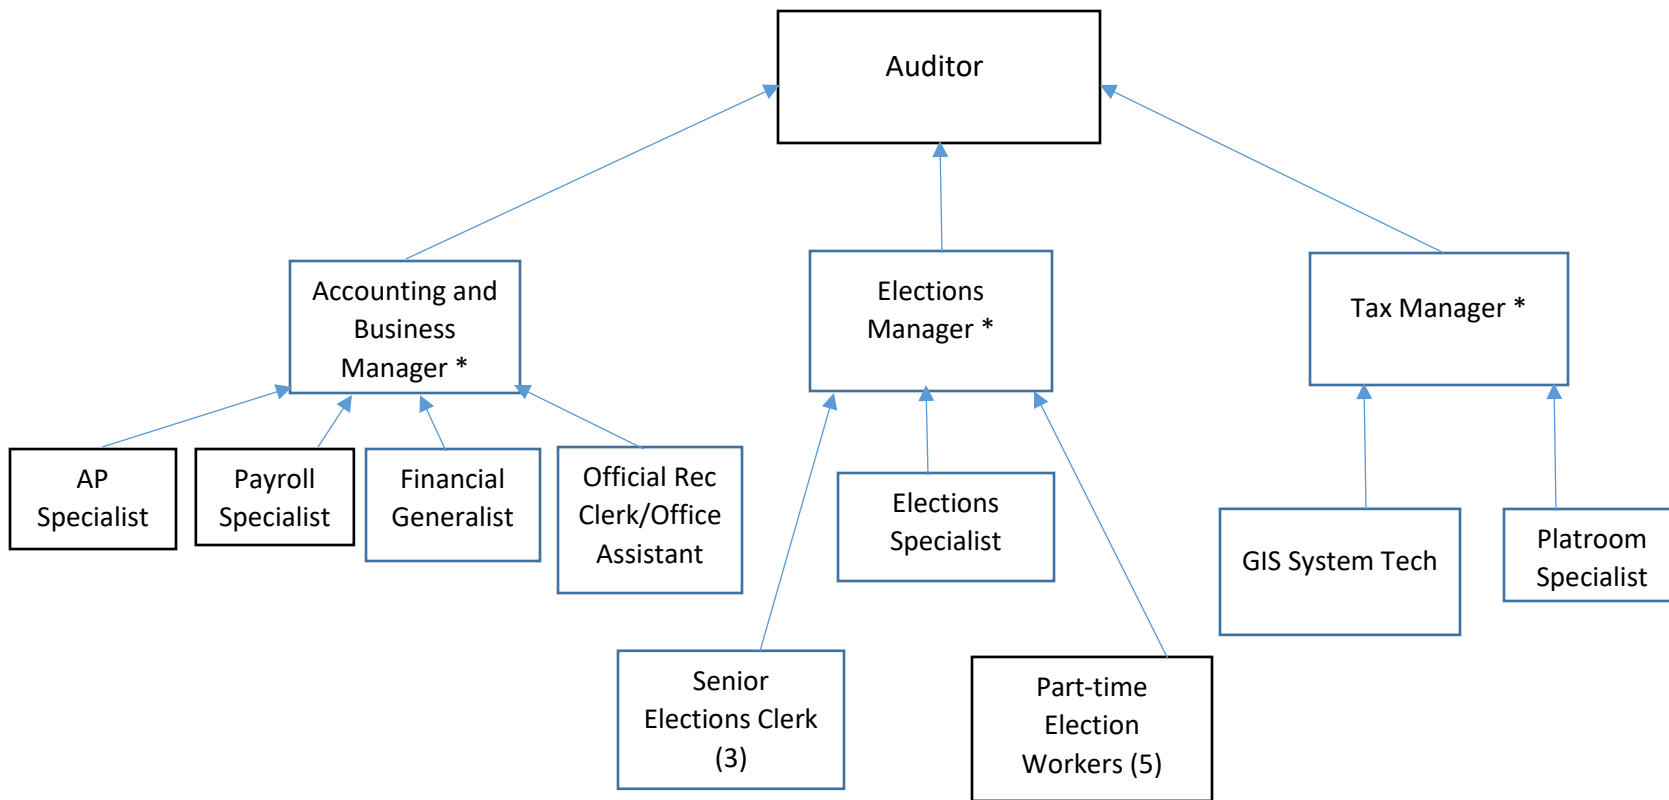 Auditor
Accounting and
Business
Manager *
Elections
Manager *
Tax Manager *
AP
Specialist
Payroll
Specialist
Financial
Generalist
Official Rec
Clerk/Office
Assistant
Elections
Specialist
GIS System Tech
Platroom
Specialist
Senior
Elections Clerk
(3)
Part-time
Election
Workers (5)